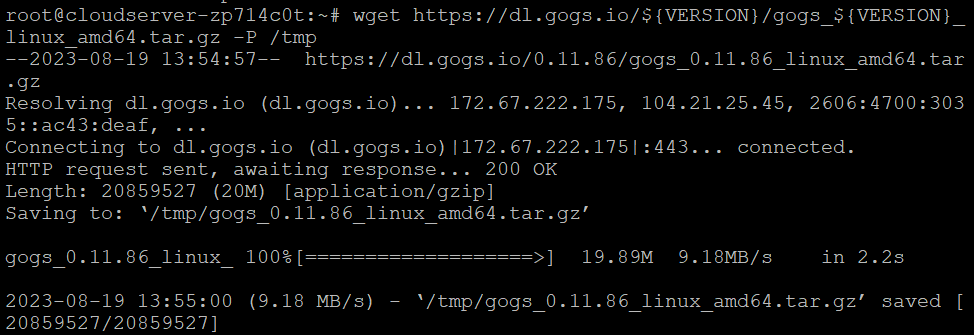 root@cloudserver-zp714c0t:~# wget https://dl.gogs.io/${VERSION}/gogs_${VERSION}_
linux_amd64.tar.gz -P /tmp
--2023-08-19 13:54:57--  https://dl.gogs.io/0.11.86/gogs_0.11.86_linux_amd64.tar
.gz
Resolving dl.gogs.io (dl.gogs.io)... 172.67.222.175, 104.21.25.45, 2606:4700:303
5::ac43:deaf, ...
Connecting to dl.gogs.io (dl.gogs.io)|172.67.222.175|:443... connected.
HTTP request sent, awaiting response... 200 OK
Length: 20859527 (20M) [application/gzip]
Saving to: ‘/tmp/gogs_0.11.86_linux_amd64.tar.gz’
gogs_0.11.86_linux_ 100%[===================>]  19.89M  9.18MB/s    in 2.2s
2023-08-19 13:55:00 (9.18 MB/s) - ‘/tmp/gogs_0.11.86_linux_amd64.tar.gz’ saved [
20859527/20859527]